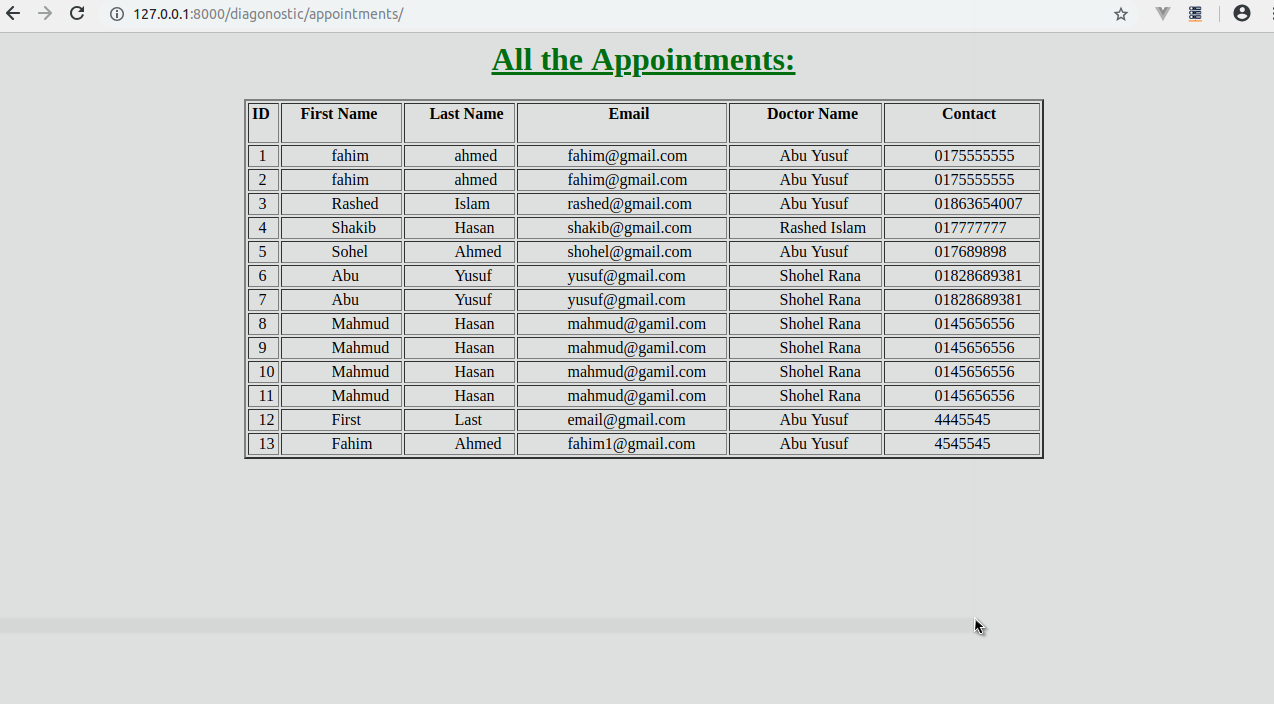 127.0.0.1:8000/diagonostic/appointments/
All the Appointments:
ID First Name Last Name Email Doctor Name Contact
1 fahim ahmed fahim@gmail.com Abu Yusuf 0175555555
2 fahim ahmed fahim@gmail.com Abu Yusuf 0175555555
3 Rashed Islam rashed@gmail.com Abu Yusuf 01863654007
4 Shakib Hasan shakib@gmail.com Rashed Islam 017777777
5 Sohel Ahmed shohel@gmail.com Abu Yusuf 017689898
6 Abu Yusuf yusuf@gmail.com Shohel Rana 01828689381
7 Abu Yusuf yusuf@gmail.com Shohel Rana 01828689381
8 Mahmud Hasan mahmud@gamil.com Shohel Rana 0145656556
9 Mahmud Hasan mahmud@gamil.com Shohel Rana 0145656556
10 Mahmud Hasan mahmud@gamil.com Shohel Rana 0145656556
11 Mahmud Hasan mahmud@gamil.com Shohel Rana 0145656556
12 First Last email@gmail.com Abu Yusuf 4445545
13 Fahim Ahmed fahim1@gmail.com Abu Yusuf 4545545